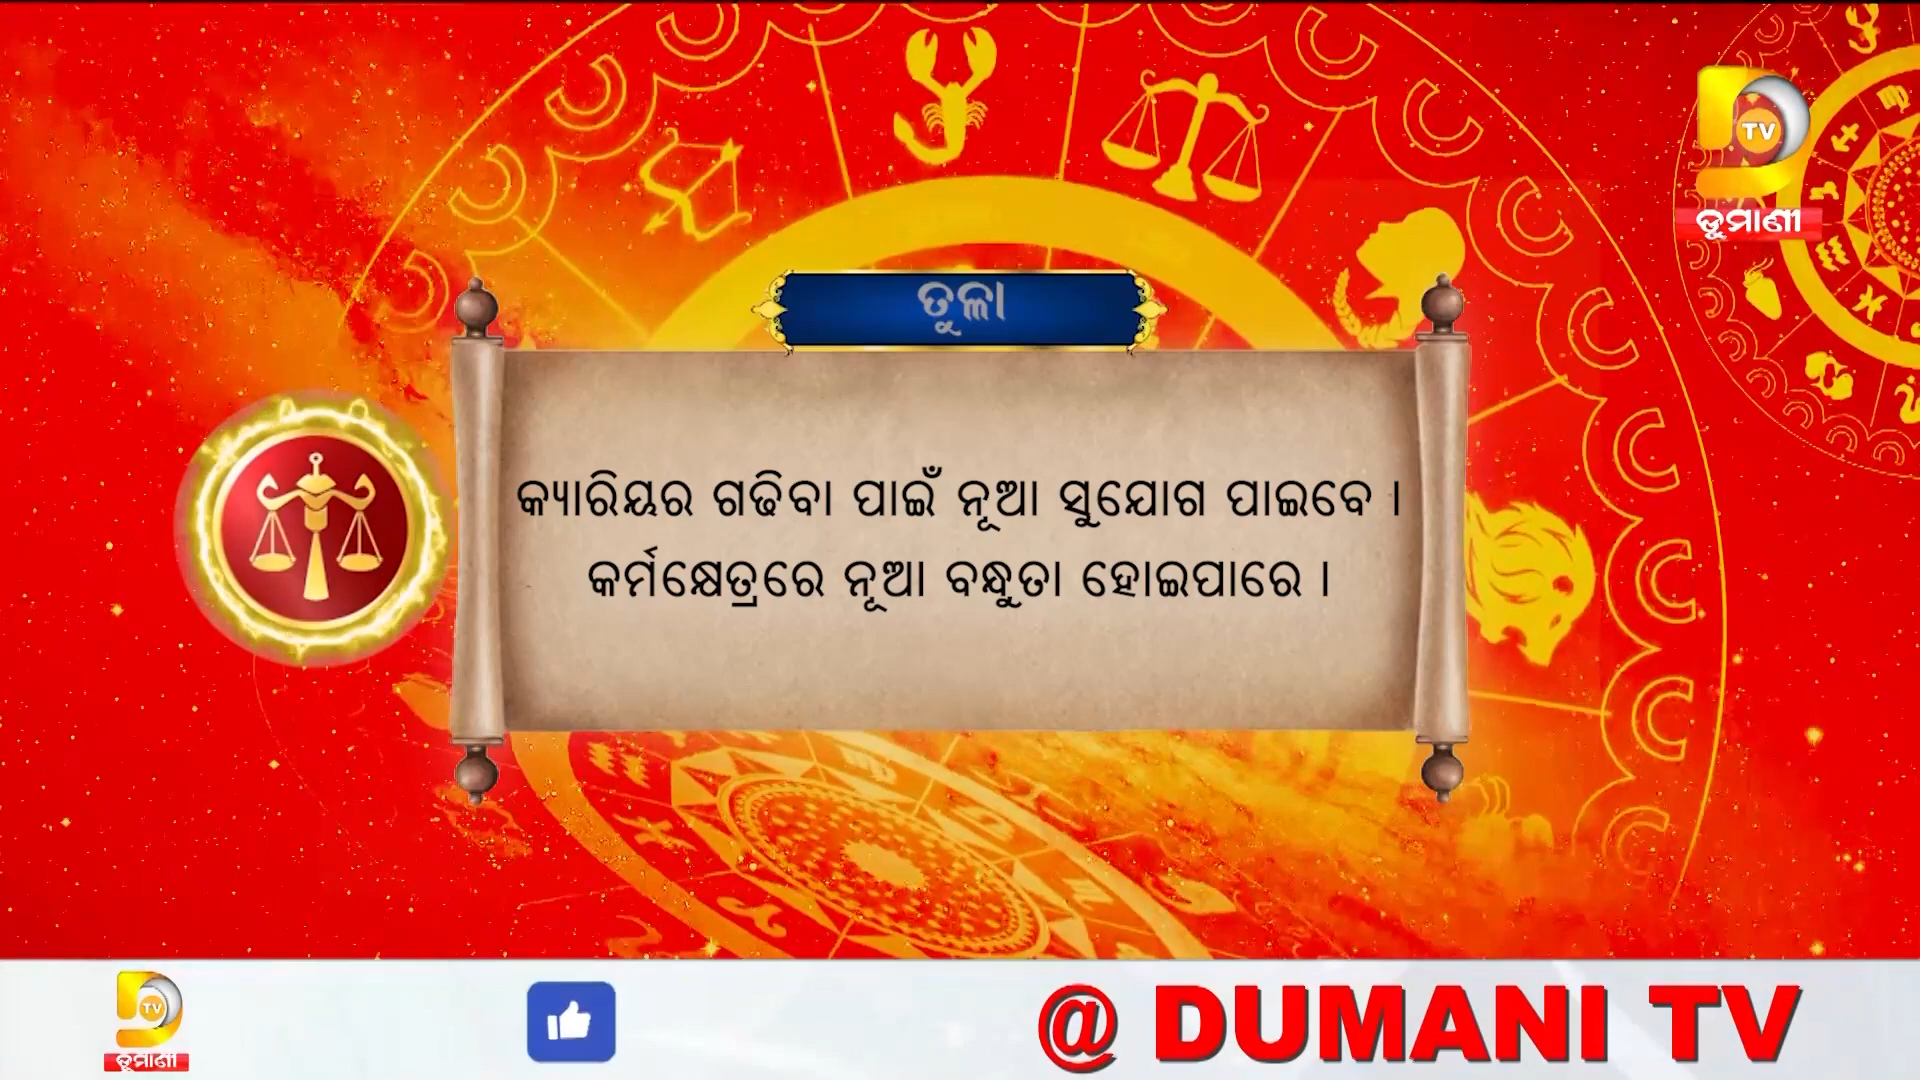 TV
ଡୁମାଣୀ
ତୁଳା
କ୍ୟାରିୟର ଗଢିବା ପାଇଁ ନୂଆ ସୁଯୋଗ ପାଇବେ ।
କର୍ମକ୍ଷେତ୍ରରେ ନୂଆ ବନ୍ଧୁତା ହୋଇପାରେ ।
TV
ଡୁମାଣୀ
@ DUMANI TV